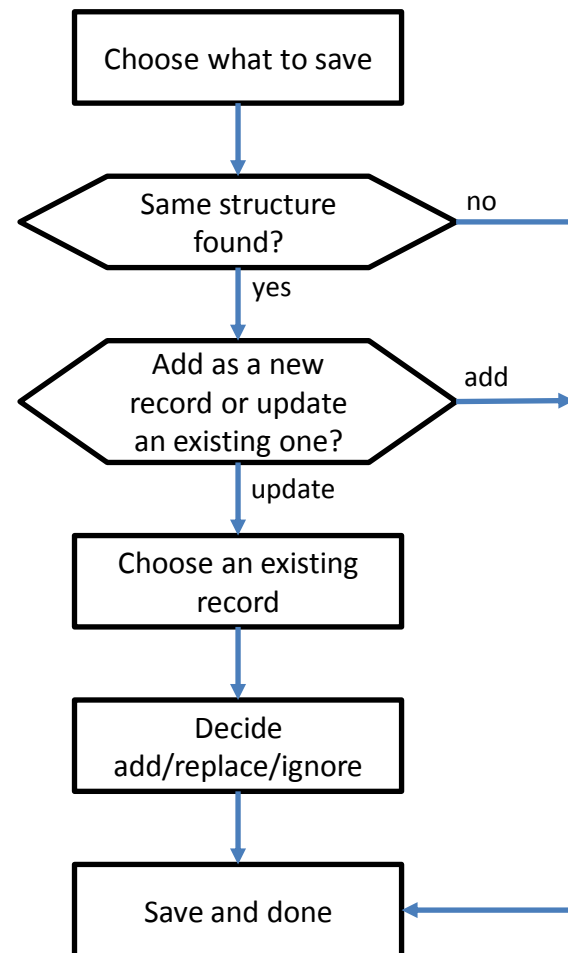 Choose what to save
Same structure
found?
no
yes
Add as a new
record or update
an existing one?
add
update
Choose an existing
record
Decide
add/replace/ignore
Save and done